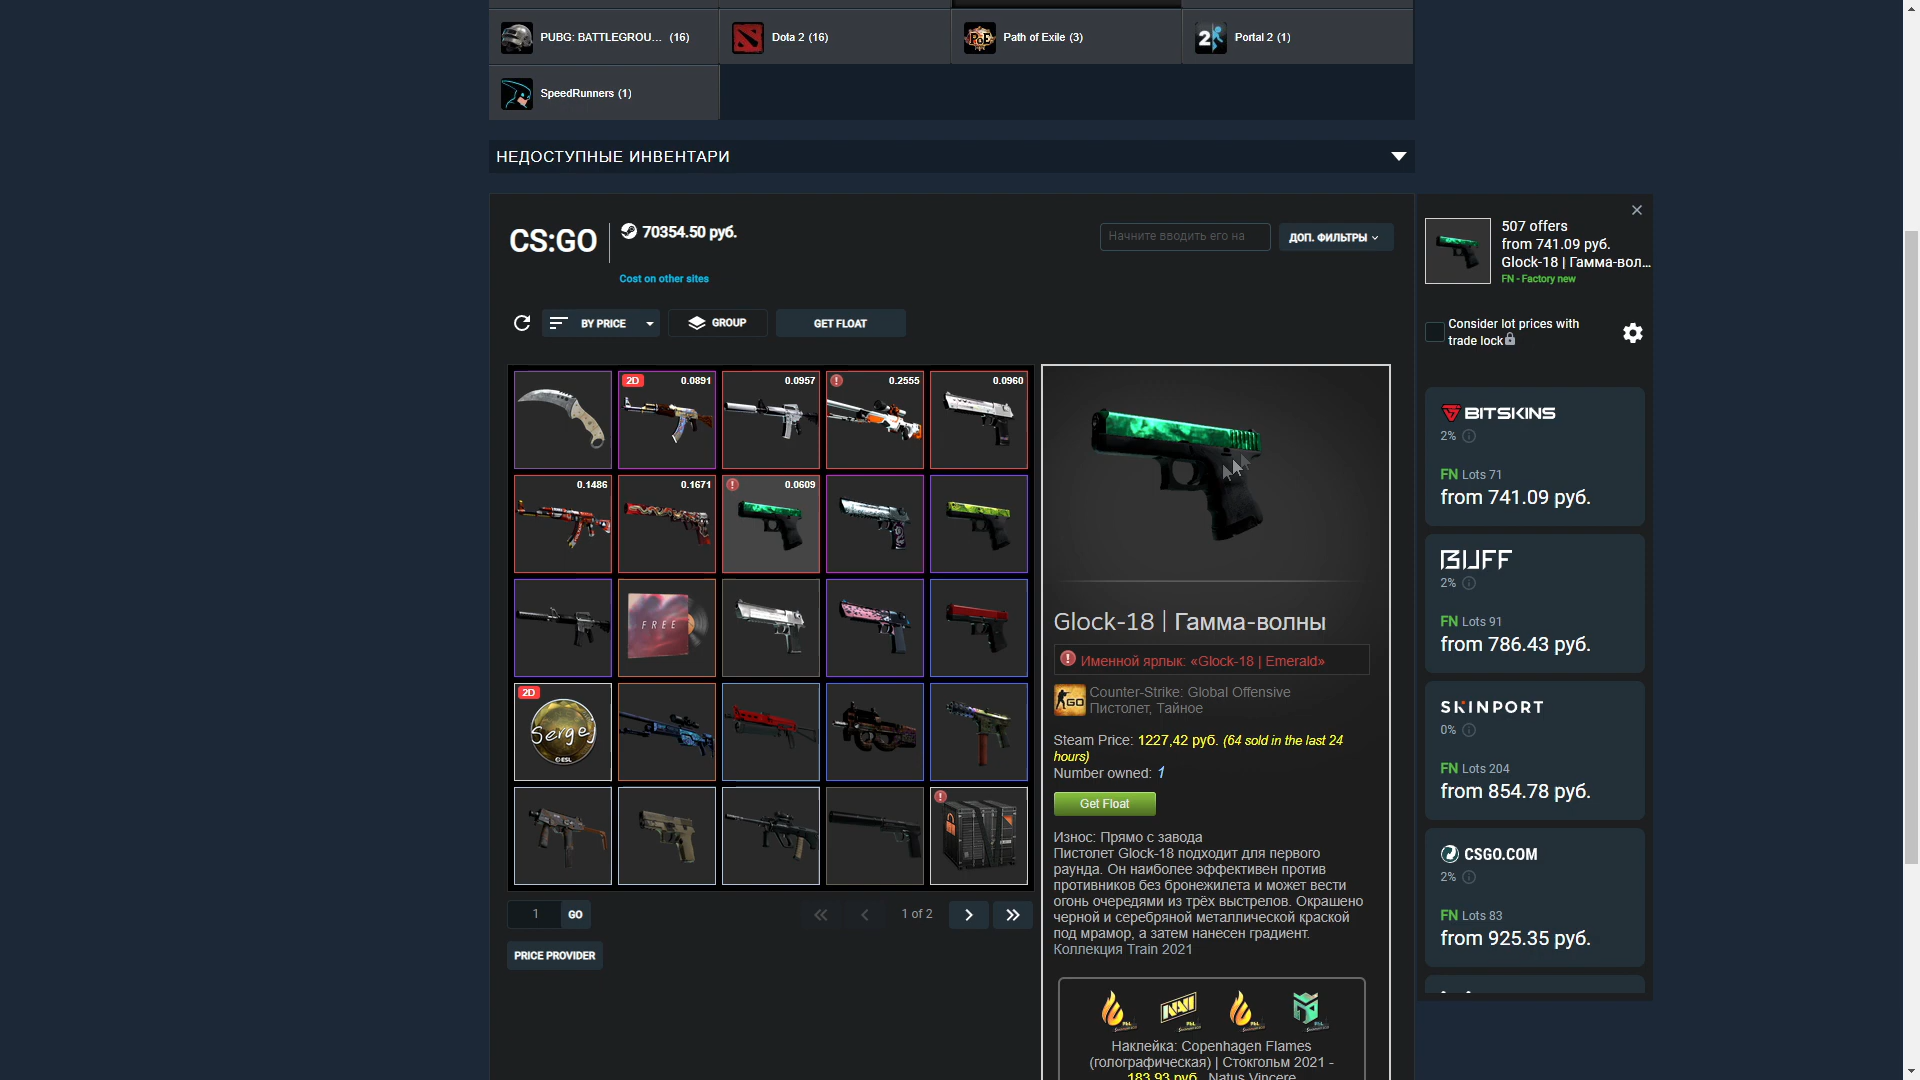 PUBG: BATTLEGROU... (16)
Dota 2 (16)
Path of Exile (3)
Portal 2 (1)
SpeedRunners (1)
НЕДОСТУПНЫЕ ИНВЕНТАРИ
CS:GO
70354.50 руб.
Cost on other sites
Начните вводить его на
ДОП. ФИЛЬТРЫ
BY PRICE
GROUP
GET FLOAT
2D
0.0891
0.0957
0.2555
0.0960
0.1486
0.1671
0.0609
FREE
2D
Sergej
ESL
1
GO
1 of 2
PRICE PROVIDER
Glock-18 | Гамма-волны
Именной ярлык: «Glock-18 | Emerald»
GO
Counter-Strike: Global Offensive
Пистолет, Тайное
Steam Price: 1227,42 руб. (64 sold in the last 24
hours)
Number owned: 1
Get Float
Износ: Прямо с завода
Пистолет Glock-18 подходит для первого
раунда. Он наиболее эффективен против
противников без бронежилета и может вести
огонь очередями из трёх выстрелов. Окрашено
черной и серебряной металлической краской
под мрамор, а затем нанесен градиент.
Коллекция Train 2021
Наклейка: Copenhagen Flames
(голографическая) | Стокгольм 2021 -
183,93 руб., Natus Vincere
507 offers
from 741.09 руб.
Glock-18 | Гамма-вол...
FN - Factory new
Consider lot prices with
trade lock
BITSKINS
2%
FN Lots 71
from 741.09 руб.
BUFF
2%
FN Lots 91
from 786.43 руб.
SKINPORT
0%
FN Lots 204
from 854.78 руб.
CSGO.COM
2%
FN Lots 83
from 925.35 руб.